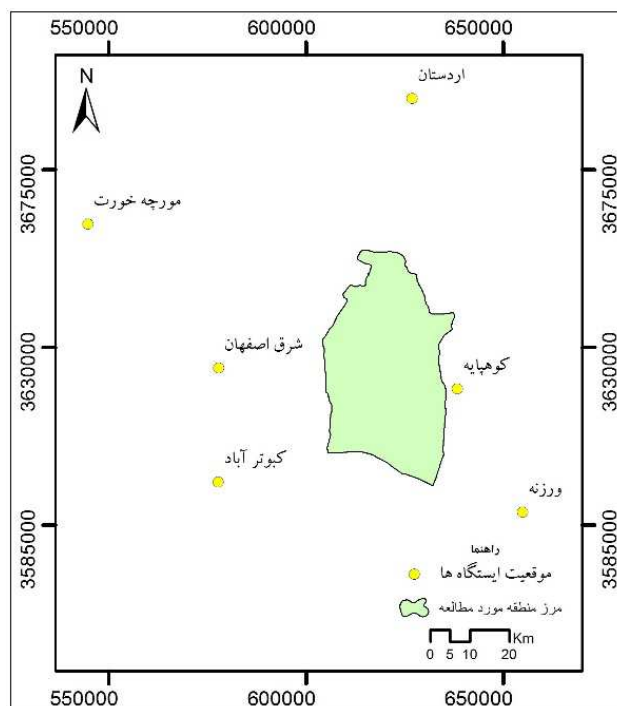 550000 600000 650000
N
اردستان
3675000 3675000
مورچه خورت
شرق اصفهان
3630000 3630000
کوهپایه
کبوتر آباد
ورزنه
3585000 3585000
راهنما
موقعیت ایستگاه ها
مرز منطقه مورد مطالعه
Km
0 5 10 20
550000 600000 650000